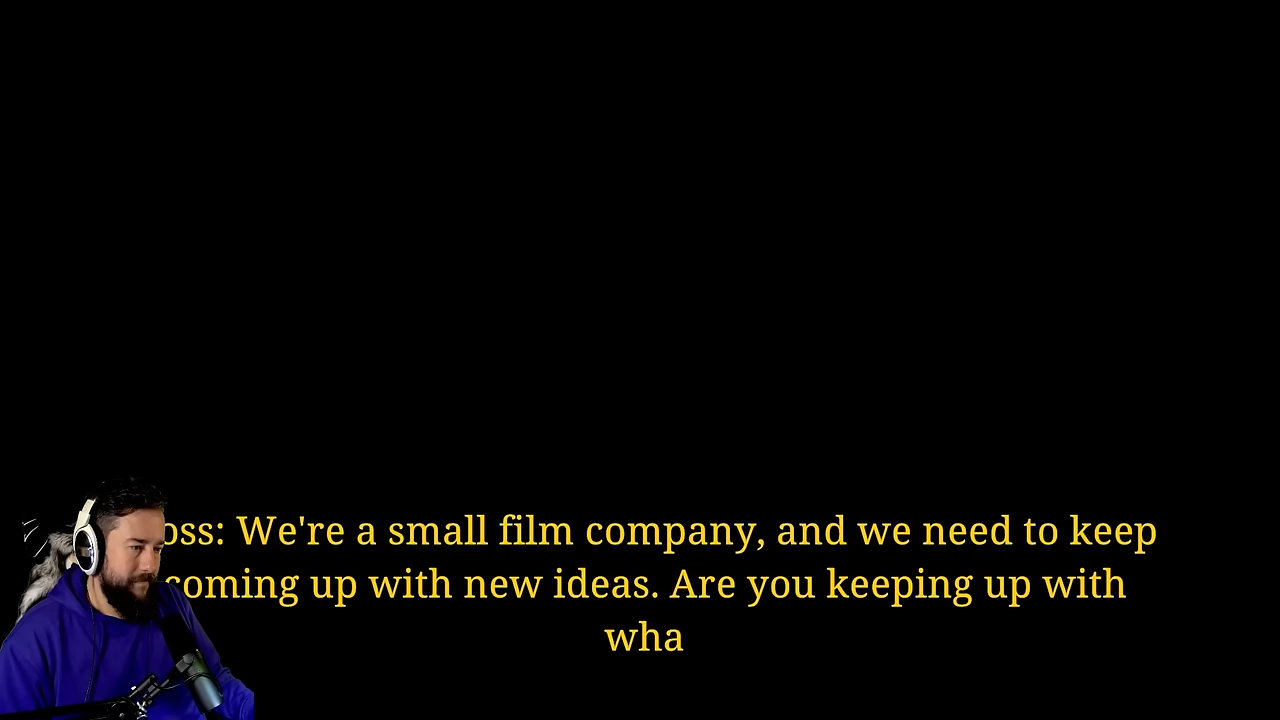 oss: We're a small film company, and we need to keep
coming up with new ideas. Are you keeping up with
wha